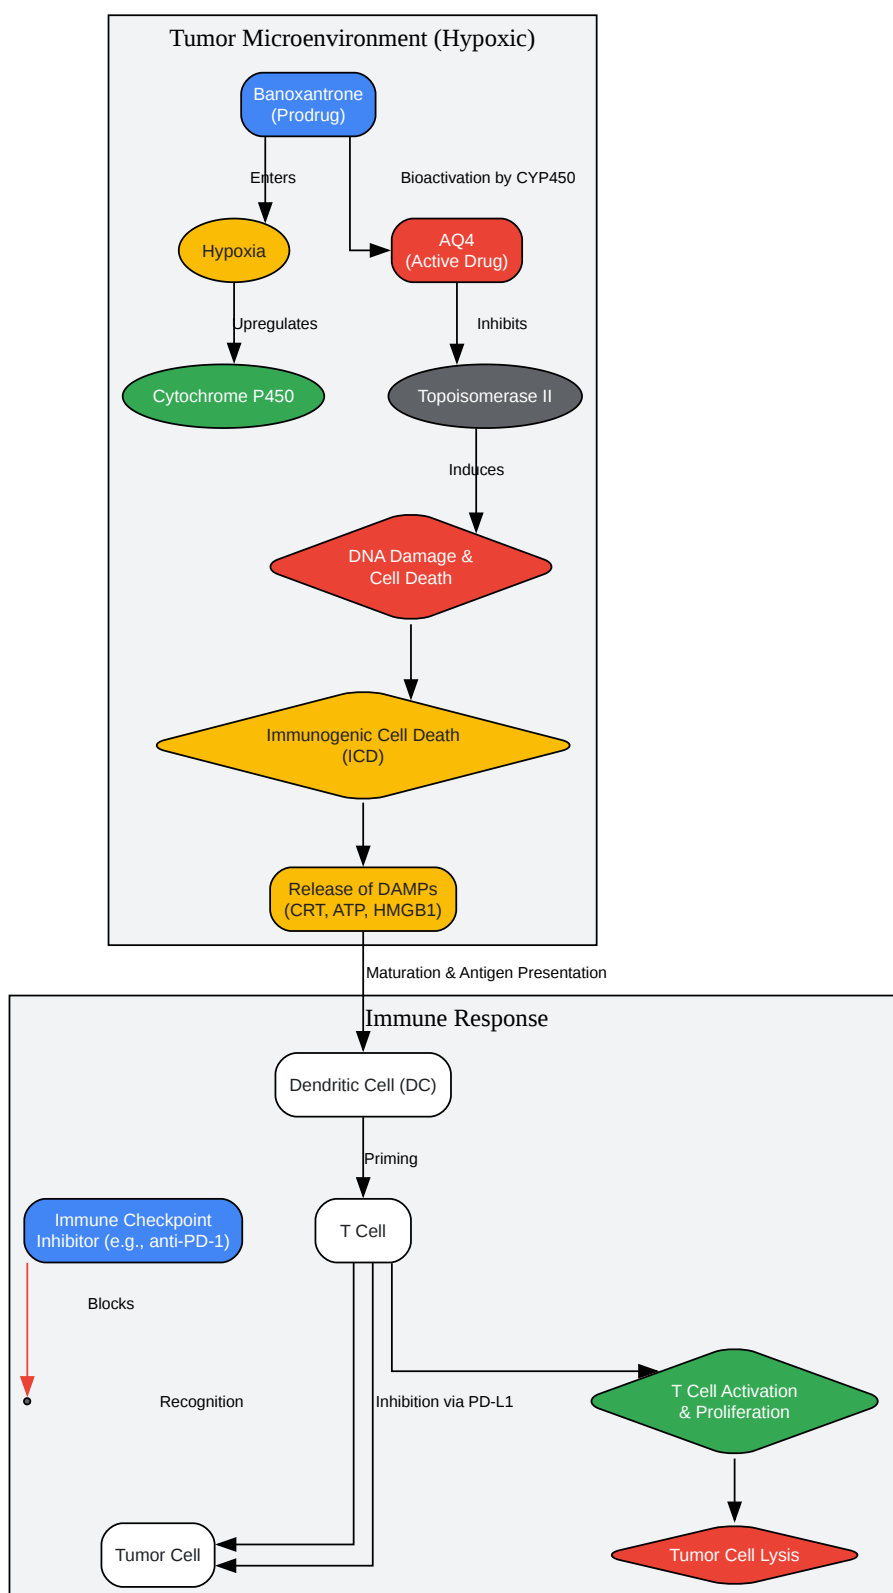 Tumor Microenvironment (Hypoxic)
Banoxantrone
(Prodrug)
Enters
Bioactivation by CYP450
Hypoxia
AQ4
(Active Drug)
Upregulates
Inhibits
Cytochrome P450
Topoisomerase II
Induces
DNA Damage &
Cell Death
Immunogenic Cell Death
(ICD)
Release of DAMPs
(CRT, ATP, HMGB1)
Maturation & Antigen Presentation
Immune Response
Dendritic Cell (DC)
Priming
Immune Checkpoint
Inhibitor (e.g., anti-PD-1)
T Cell
Blocks
Recognition
Inhibition via PD-L1
T Cell Activation
& Proliferation
Tumor Cell
Tumor Cell Lysis